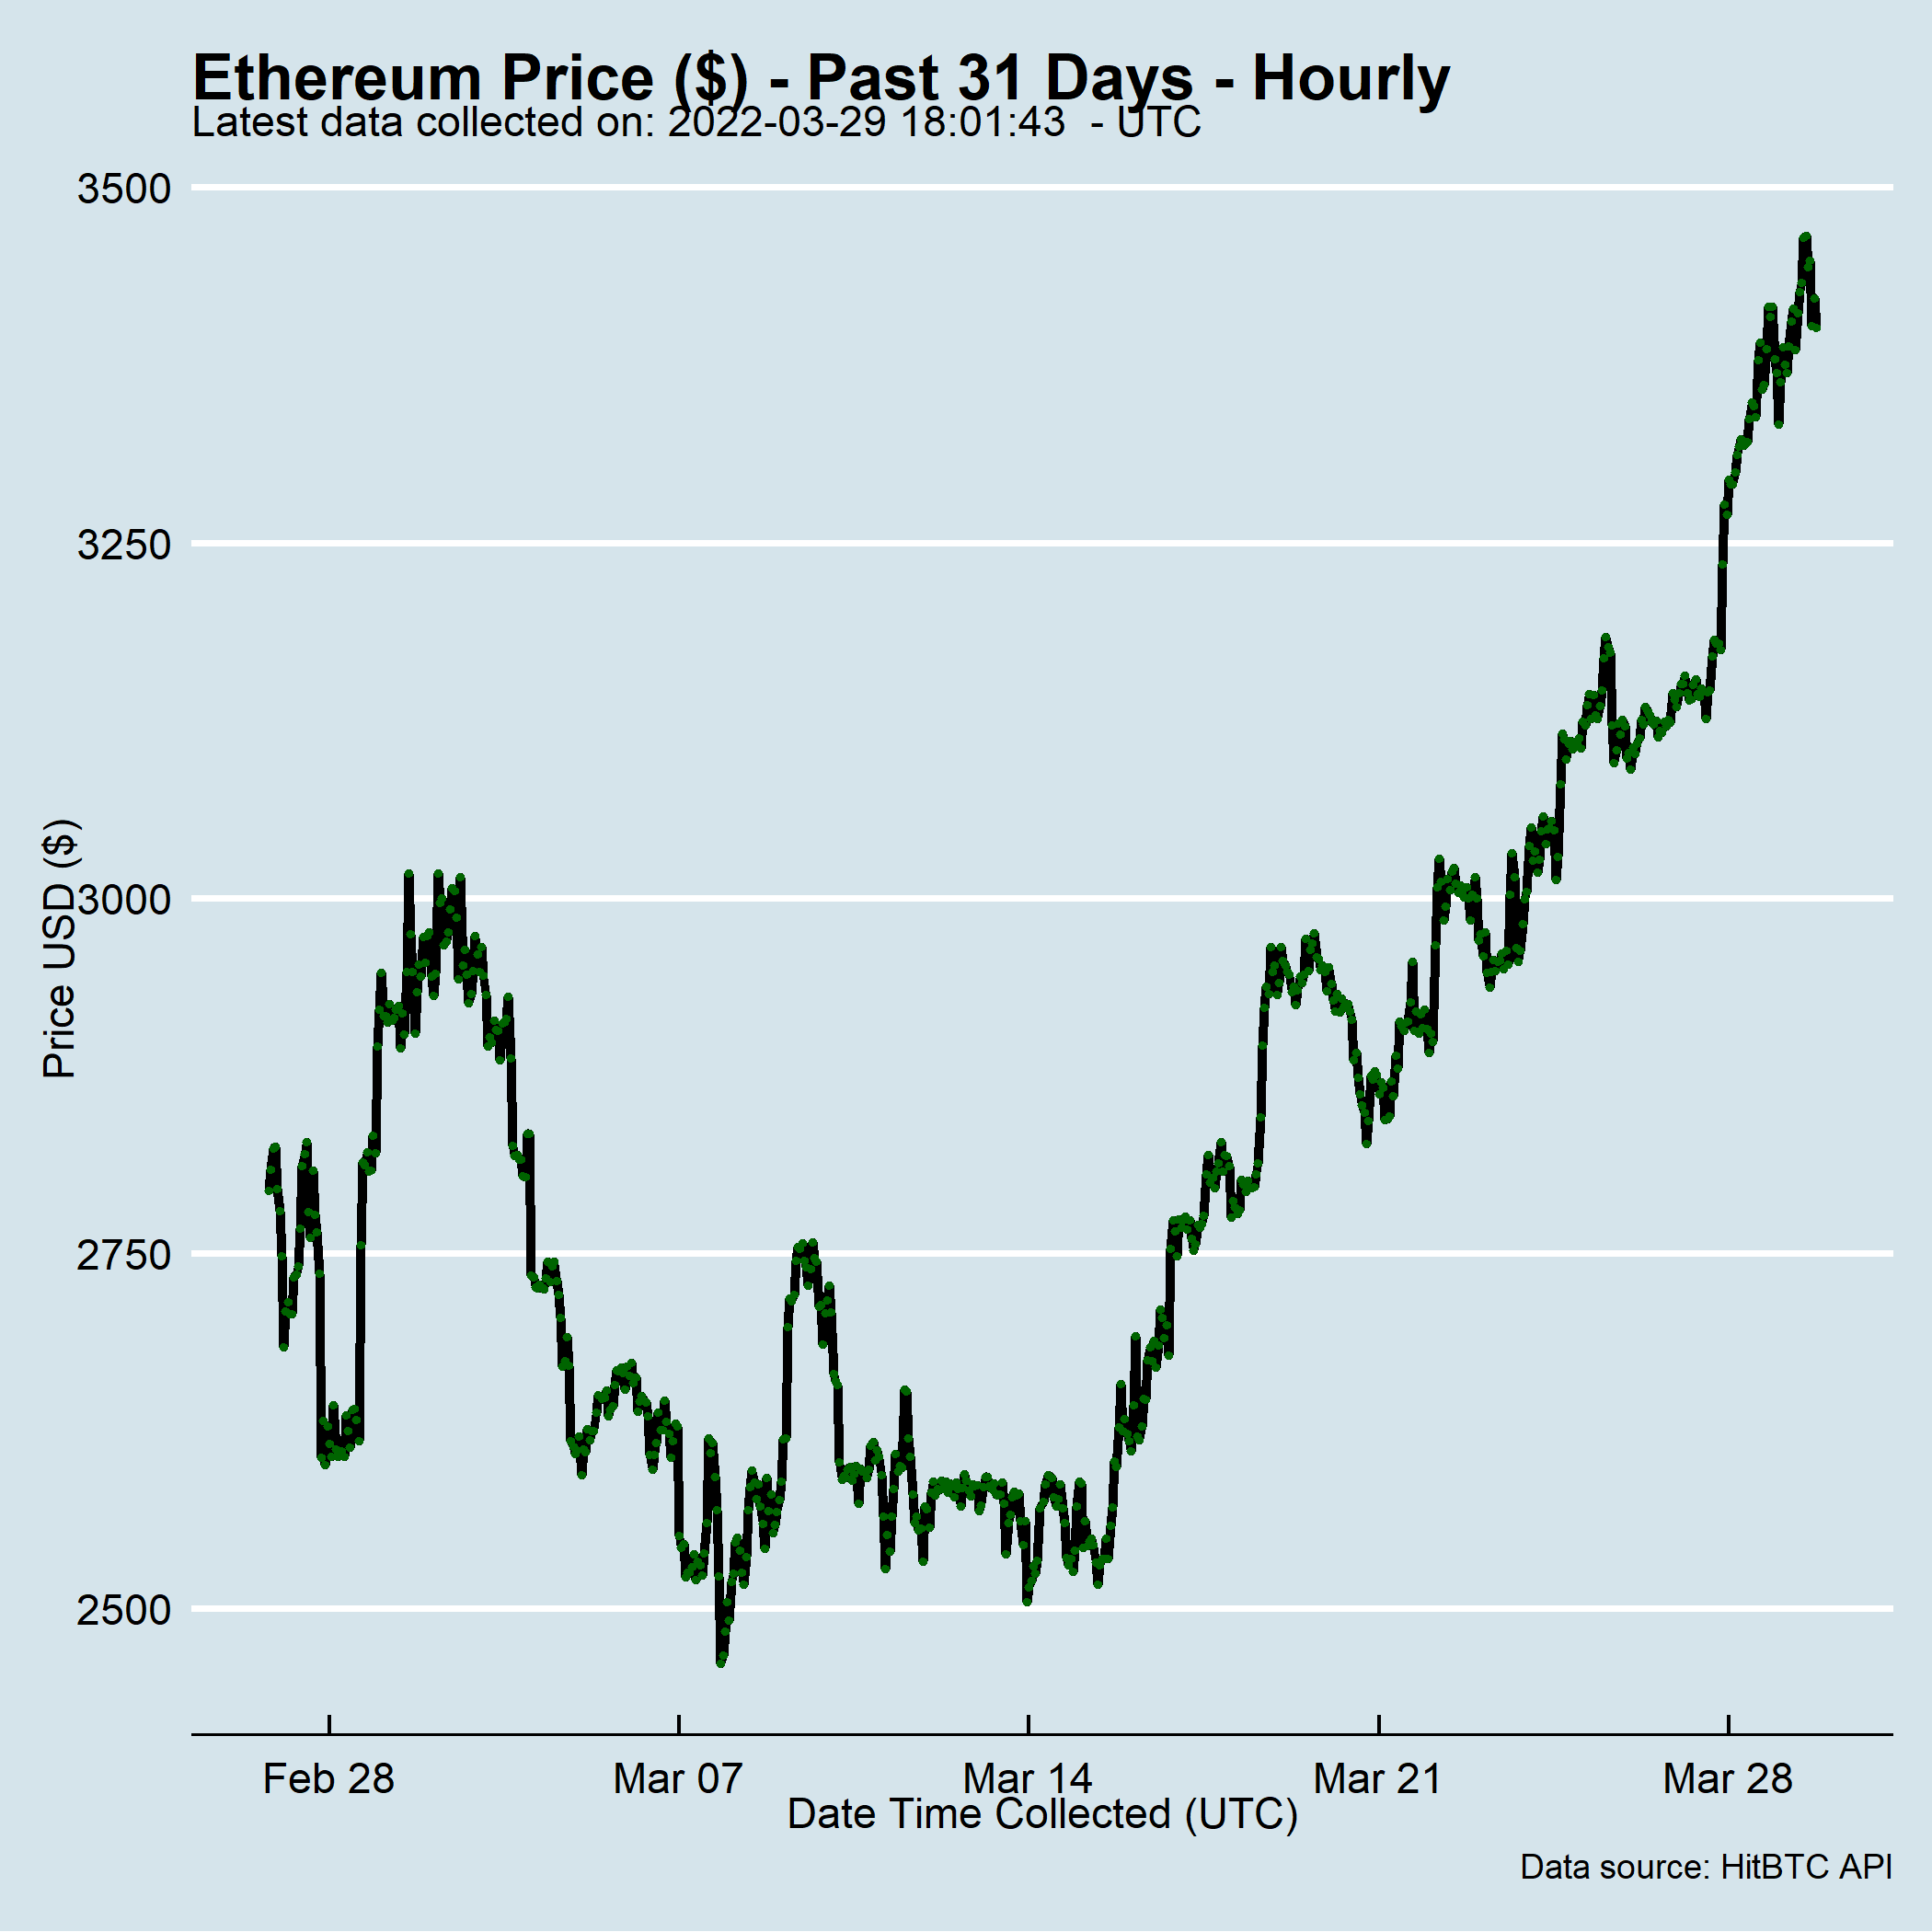 Ethereum Price ($) - Past 31 Days - Hourly
Latest data collected on: 2022-03-29 18:01:43  - UTC
3500
3250
3000
2750
2500
Price USD ($)
Feb 28
Mar 07
Mar 14
Mar 21
Mar 28
Date Time Collected (UTC)
Data source: HitBTC API